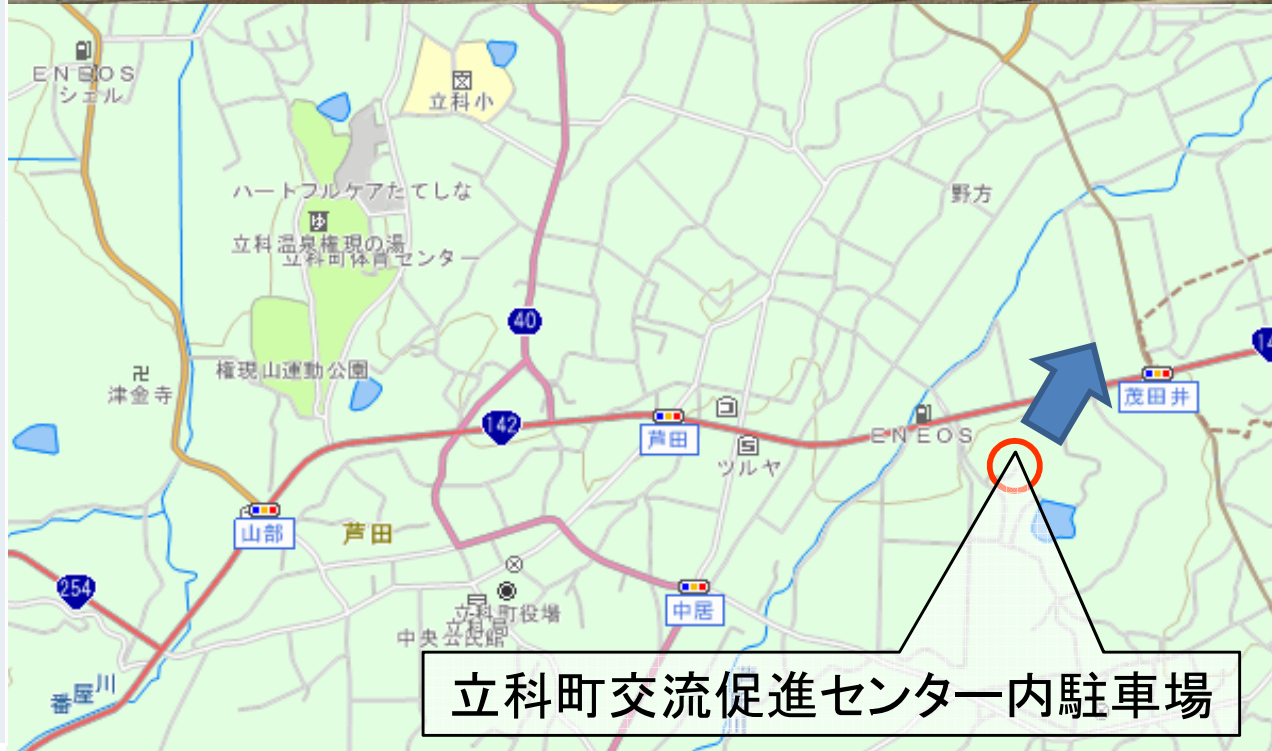 ＥＮＥＯＳ
シェル
立科小
ハートフルケアたてしな
野方
立科温泉権現の湯
立科町体育センター
40
14
権現山運動公園
津金寺
茂田井
142
芦田
ＥＮＥＯＳ
ツルヤ
山部
芦田
254
中居
立科町役場
立科局
中央公民館
番屋川
立科町交流促進センター内駐車場